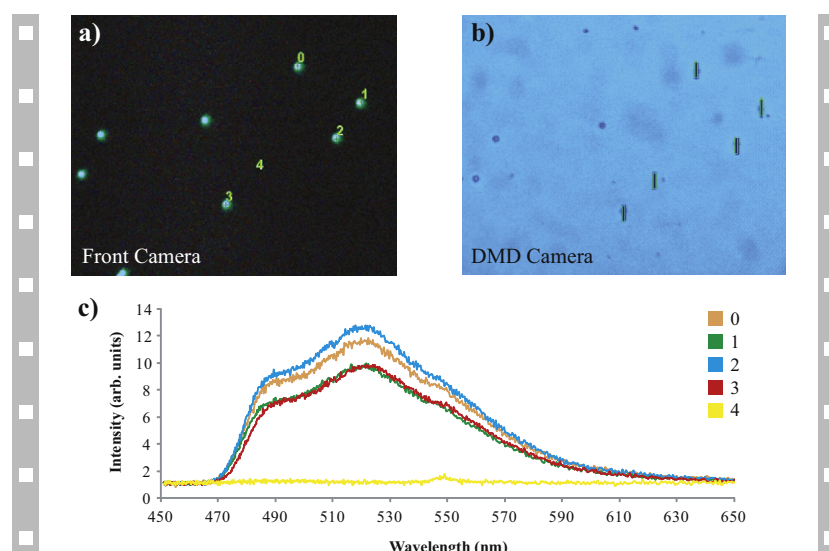 a)
0
1
2
4
3
Front Camera
b)
DMD Camera
c)
Intensity (arb. units)
14
12
10
8
6
4
2
0
450 470 490 510 530 550 570 590 610 630 650
Wavelength (nm)
0
1
2
3
4